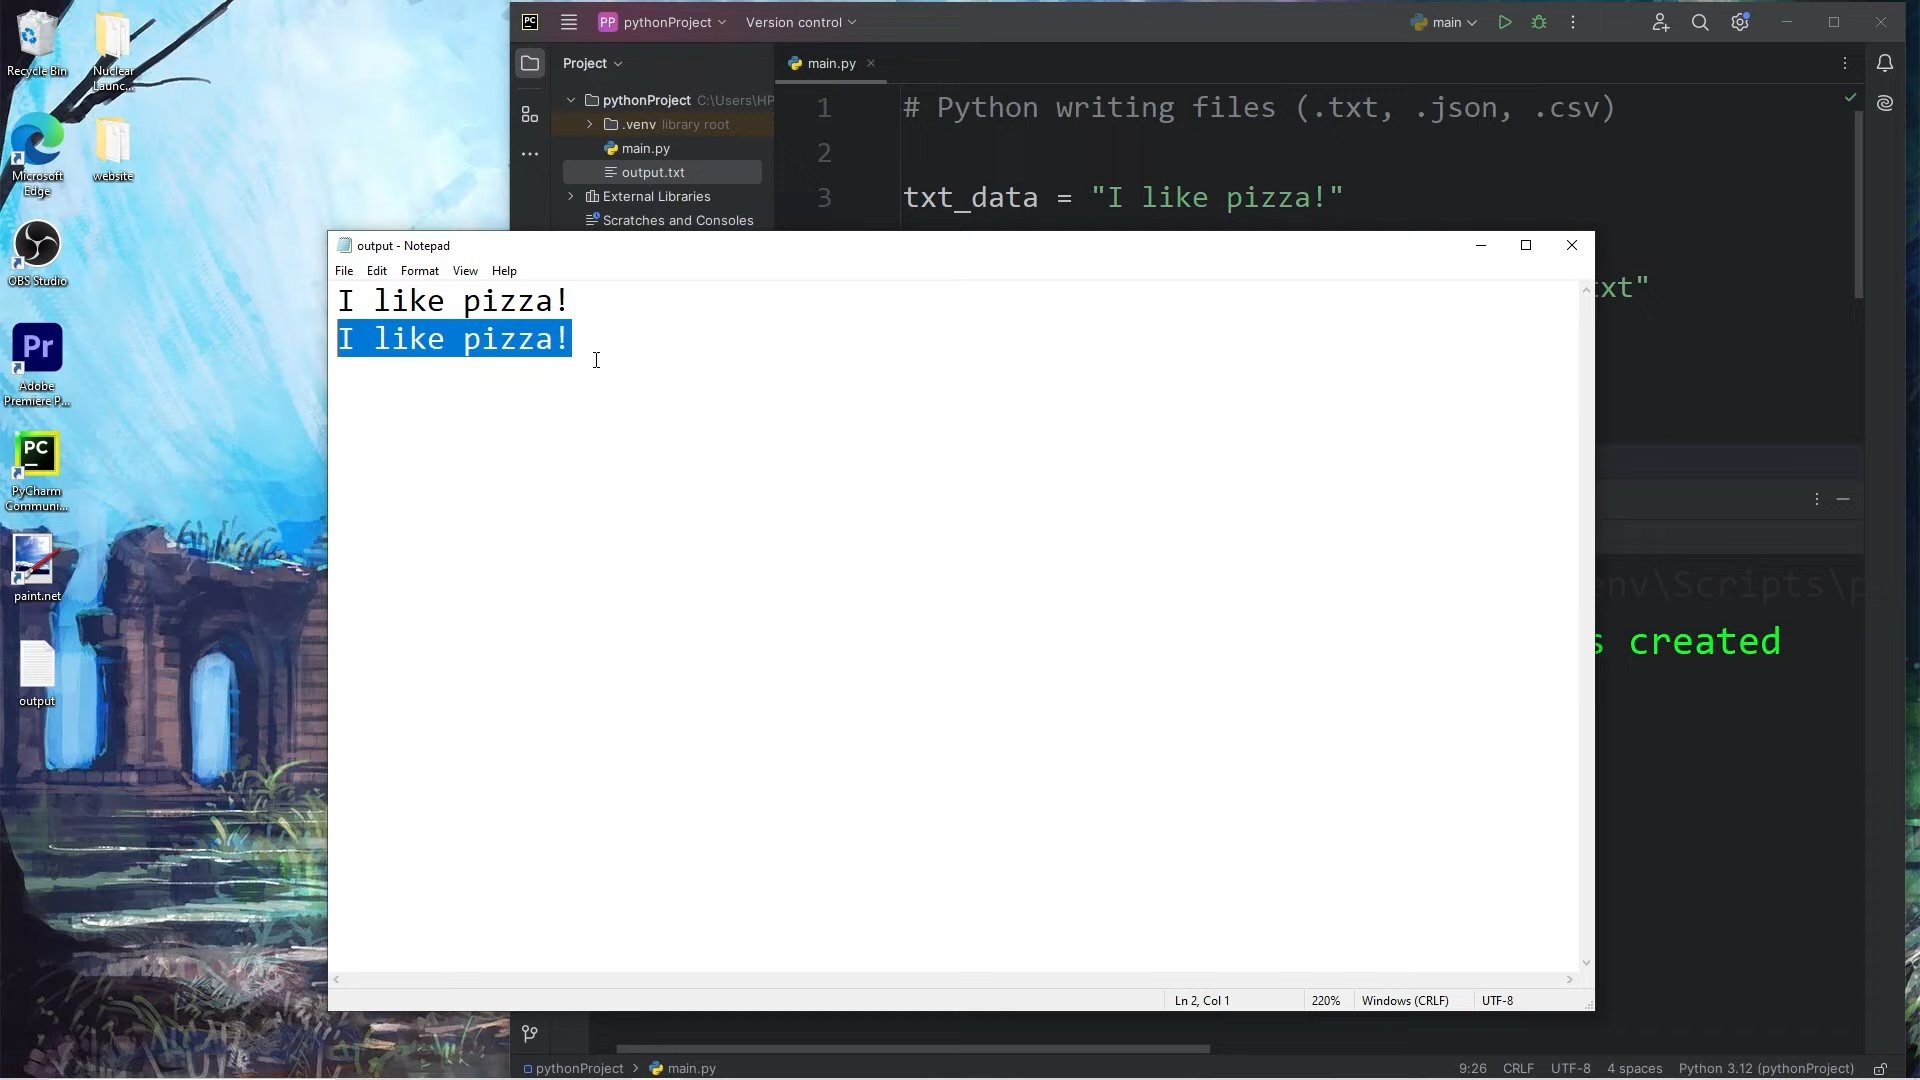 Recycle Bin
Nuclear
Launc...
Microsoft
Edge
website
OBS Studio
Pr
Adobe
Premiere P...
PC
PyCharm
Communi...
paint.net
output
PC
PP pythonProject
Version control
main
Project
main.py
pythonProject C:\Users\HP
.venv library root
main.py
output.txt
External Libraries
Scratches and Consoles
1 # Python writing files (.txt, .json, .csv)
2
3 txt_data = "I like pizza!"
xt"
output - Notepad
File Edit Format View Help
I like pizza!
I like pizza!
Ln 2, Col 1 220% Windows (CRLF) UTF-8
nv\Scripts\p
s created
pythonProject > main.py
9:26 CRLF UTF-8 4 spaces Python 3.12 (pythonProject)